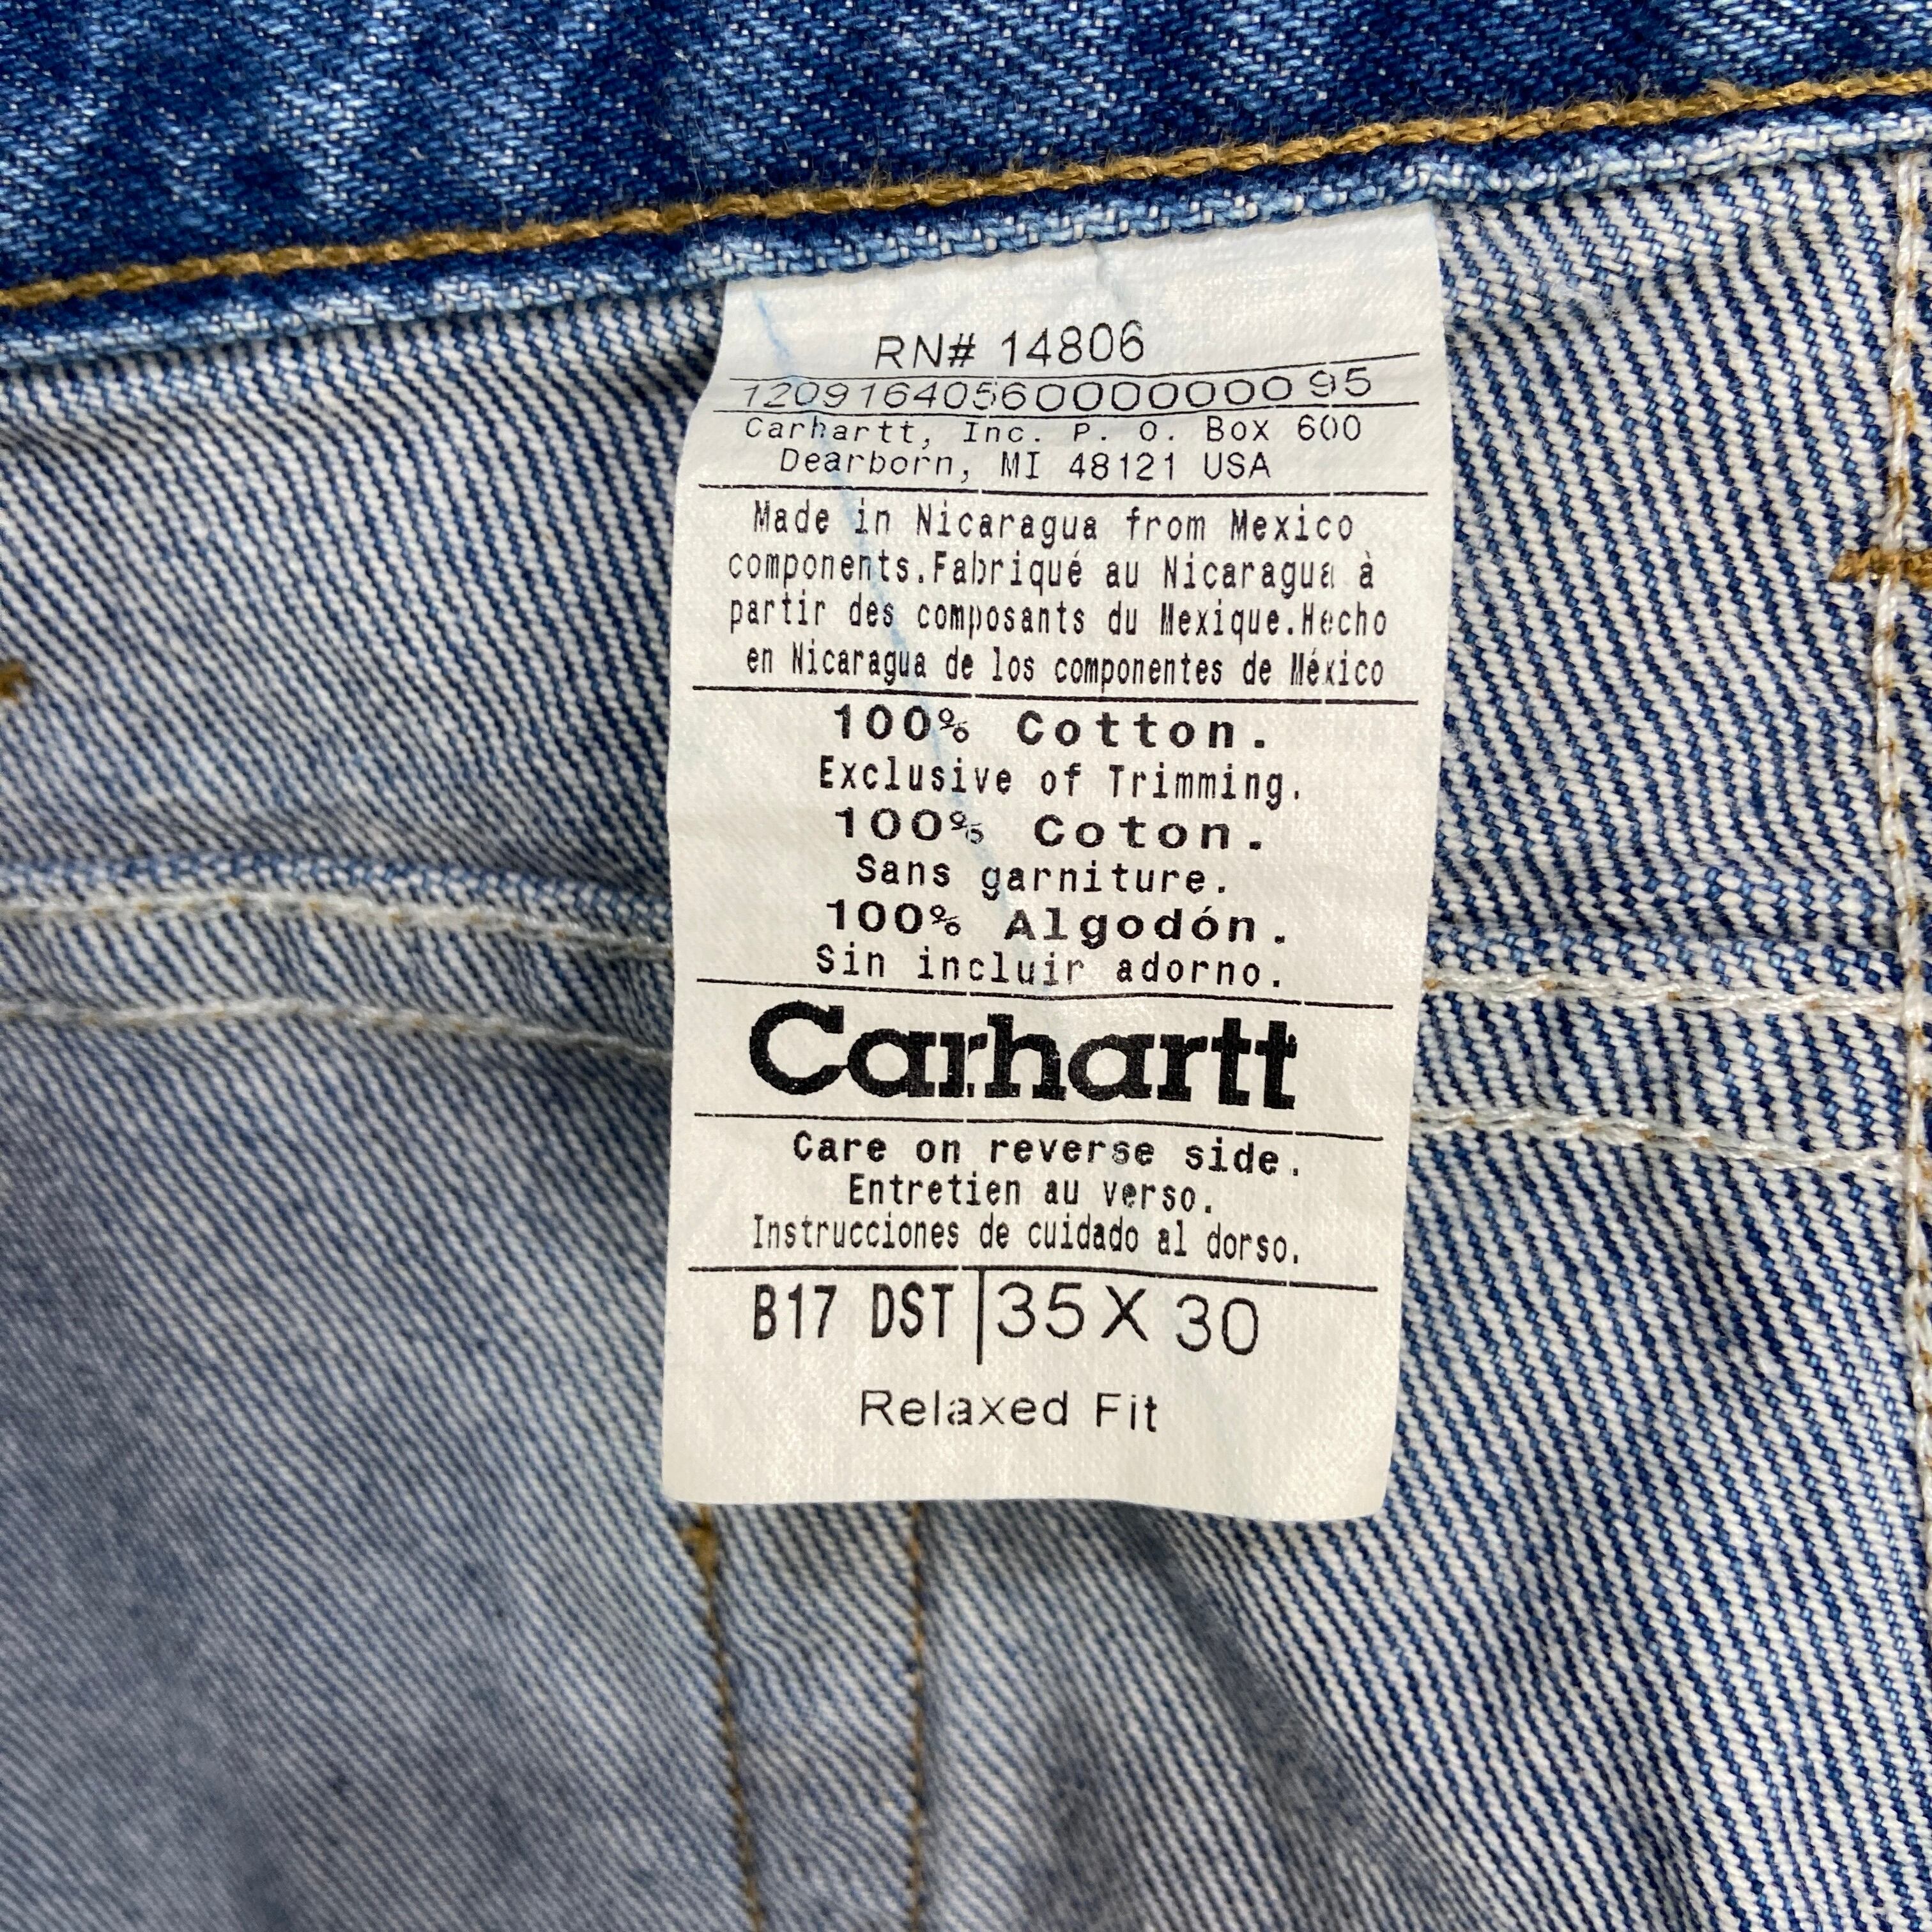 RN# 14806
12091640560000000095
Carhartt, Inc. P. O. Box 600
Dearborn, MI 48121 USA
Made in Nicaragua from Mexico
components.Fabriqué au Nicaragua à
partir des composants du Mexique.Hecho
en Nicaragua de los componentes de México
100% Cotton.
Exclusive of Trimming.
100% Coton.
Sans garniture.
100% Algodón.
Sin incluir adorno.
Carhartt
Care on reverse side.
Entretien au verso.
Instrucciones de cuidado al dorso.
B17 DST 35 X 30
Relaxed Fit